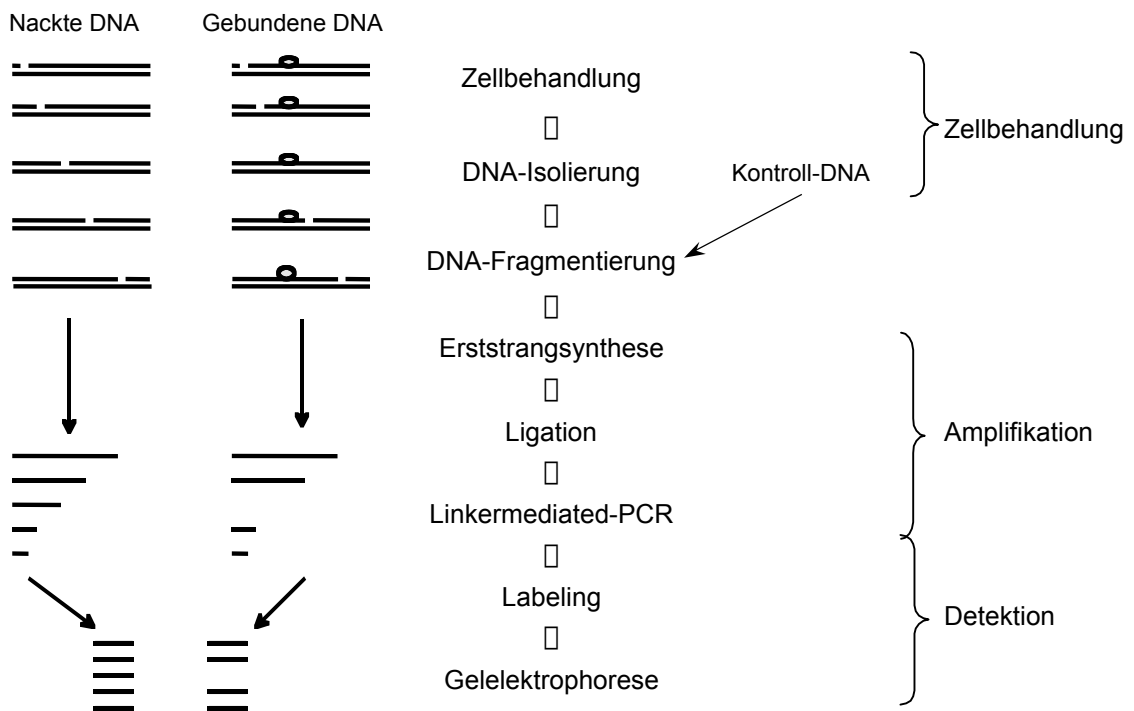 Nackte DNA
Gebundene DNA
Zellbehandlung
DNA-Isolierung
Kontroll-DNA
DNA-Fragmentierung
Erststrangsynthese
Ligation
Linkermediated-PCR
Labeling
Gelelektrophorese
Zellbehandlung
Amplifikation
Detektion